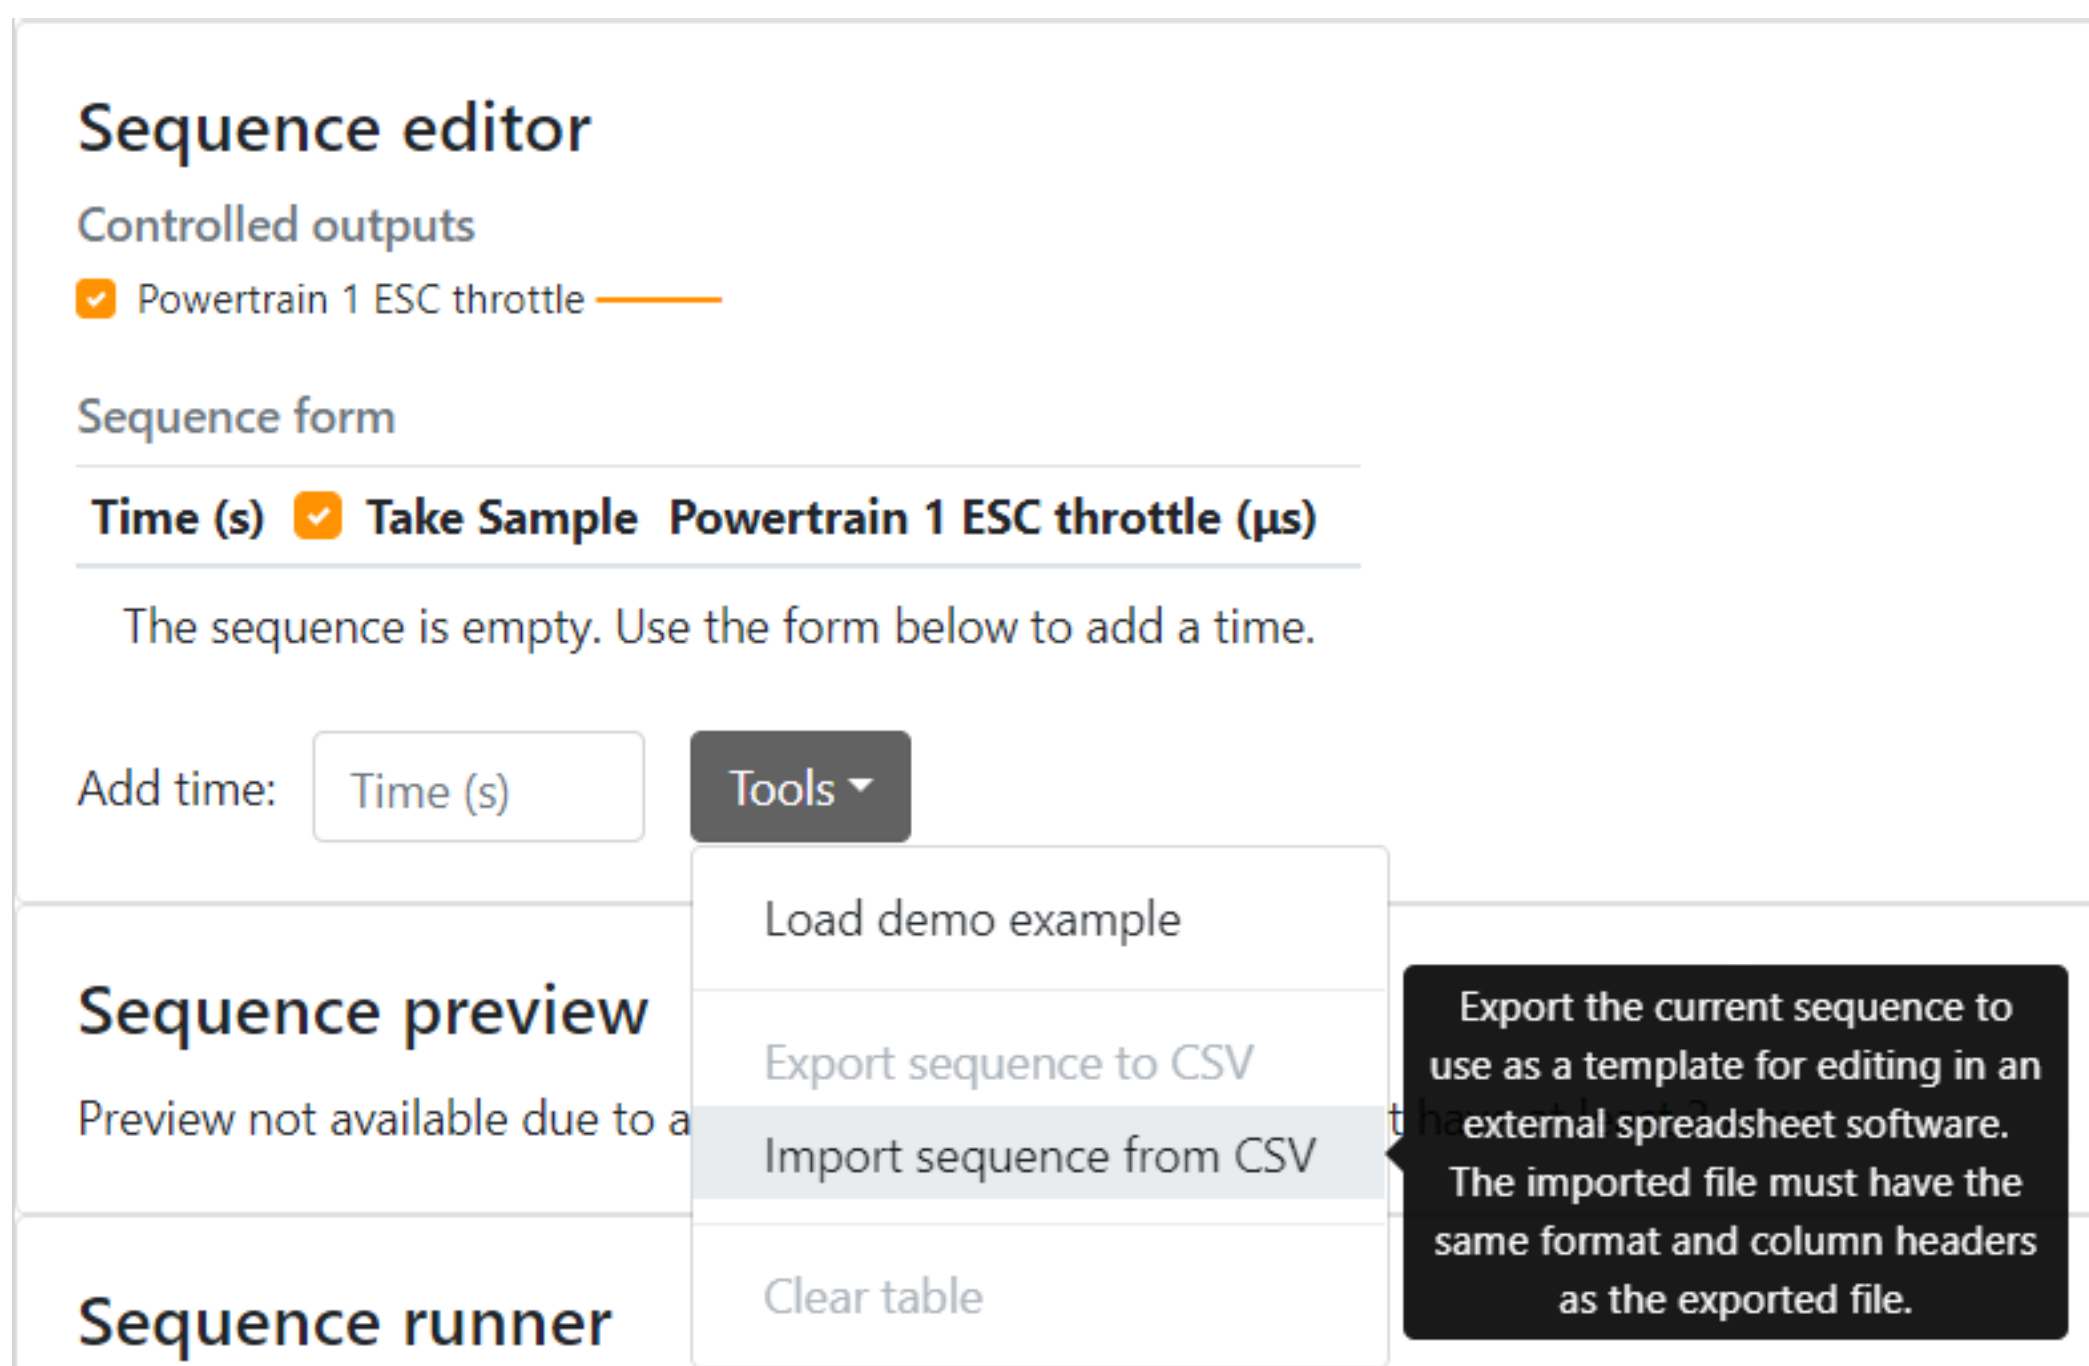 Sequence editor
Controlled outputs
Powertrain 1 ESC throttle
Sequence form
Time (s) Take Sample Powertrain 1 ESC throttle (µs)
The sequence is empty. Use the form below to add a time.
Add time: Time (s) Tools
Load demo example
Export sequence to CSV
Import sequence from CSV
Clear table
Export the current sequence to
use as a template for editing in an
external spreadsheet software.
The imported file must have the
same format and column headers
as the exported file.
Sequence preview
Preview not available due to a
Sequence runner